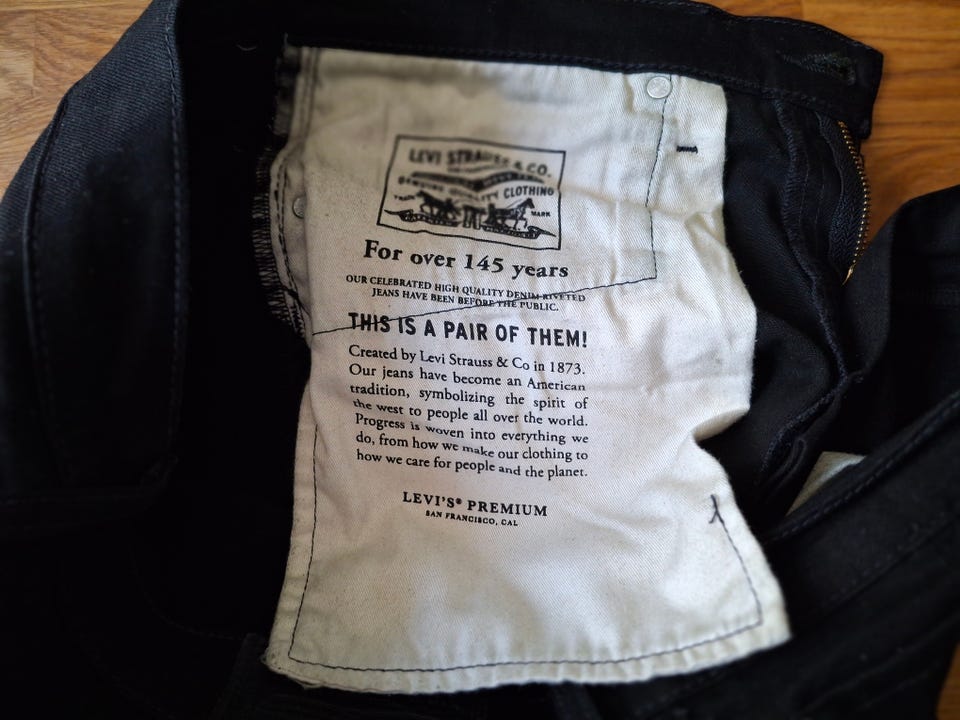 LEVI STRAUSS & CO.
QUALITY CLOTHING
TRADE MARK
For over 145 years
OUR CELEBRATED HIGH QUALITY DENIM RIVETED
JEANS HAVE BEEN BEFORE THE PUBLIC.
THIS IS A PAIR OF THEM!
Created by Levi Strauss & Co in 1873.
Our jeans have become an American
tradition, symbolizing the spirit of
the west to people all over the world.
Progress is woven into everything we
do, from how we make our clothing to
how we care for people and the planet.
LEVI'S® PREMIUM
SAN FRANCISCO, CAL